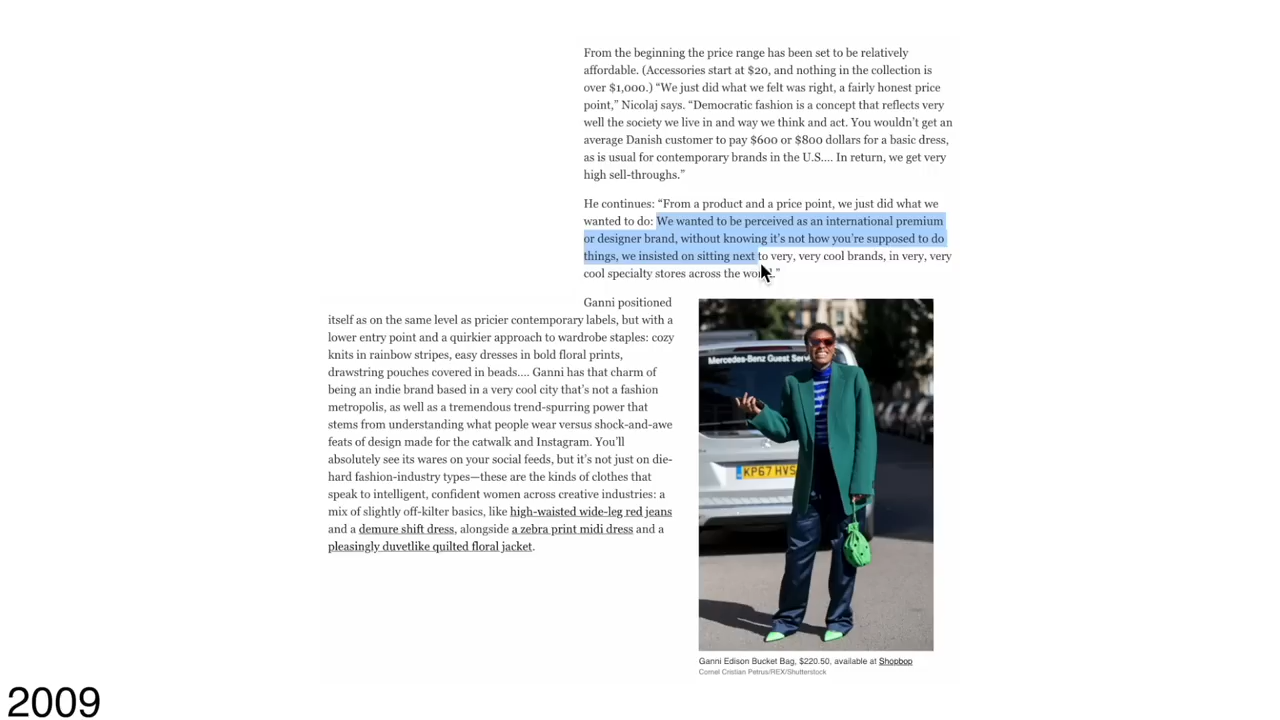 From the beginning the price range has been set to be relatively
affordable. (Accessories start at $20, and nothing in the collection is
over $1,000.) “We just did what we felt was right, a fairly honest price
point,” Nicolaj says. “Democratic fashion is a concept that reflects very
well the society we live in and way we think and act. You wouldn’t get an
average Danish customer to pay $600 or $800 dollars for a basic dress,
as is usual for contemporary brands in the U.S.... In return, we get very
high sell-throughs.”
He continues: “From a product and a price point, we just did what we
wanted to do: We wanted to be perceived as an international premium
or designer brand, without knowing it’s not how you’re supposed to do
things, we insisted on sitting next to very, very cool brands, in very, very
cool specialty stores across the
Ganni positioned
itself as on the same level as pricier contemporary labels, but with a
lower entry point and a quirkier approach to wardrobe staples: cozy
knits in rainbow stripes, easy dresses in bold floral prints,
drawstring pouches covered in beads.... Ganni has that charm of
being an indie brand based in a very cool city that’s not a fashion
metropolis, as well as a tremendous trend-spurring power that
stems from understanding what people wear versus shock-and-awe
feats of design made for the catwalk and Instagram. You’ll
absolutely see its wares on your social feeds, but it’s not just on die-
hard fashion-industry types—these are the kinds of clothes that
speak to intelligent, confident women across creative industries: a
mix of slightly off-kilter basics, like high-waisted wide-leg red jeans
and a demure shift dress, alongside a zebra print midi dress and a
pleasingly duvetlike quilted floral jacket.
Mercedes-Benz Guest
KP67 HVS
Ganni Edison Bucket Bag, $220.50, available at Shopbop
Cornel Cristian Petrus/REX/Shutterstock
2009